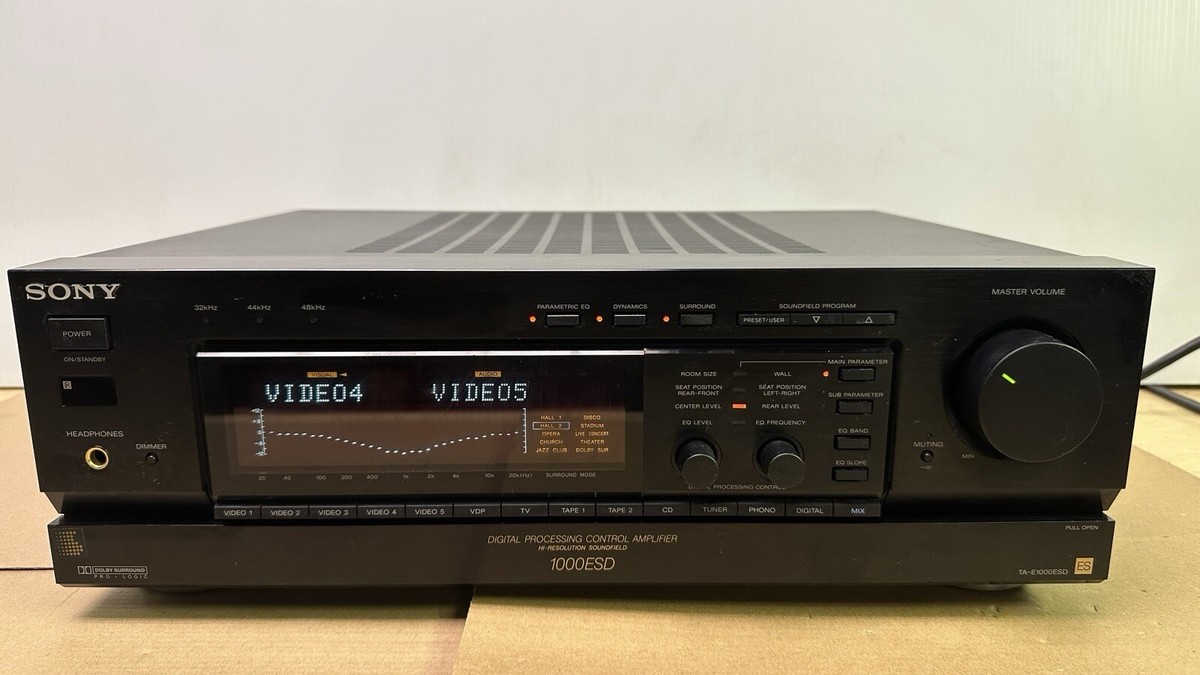 SONY
MASTER VOLUME
32kHz 44kHz 48kHz
PARAMETRIC EQ DYNAMICS SURROUND SOUNDFIELD PROGRAM
PRESET/USER
POWER
ON/STANDBY
HEADPHONES
DIMMER
VISUAL AUDIO
VIDEO4 VIDEO5
HALL 1 DISCO
HALL 2 STADIUM
OPERA LIVE CONCERT
CHURCH THEATER
JAZZ CLUB DOLBY SUR
20 40 100 200 400 1k 2k 4k 10k 20k(Hz) SURROUND MODE
MAIN PARAMETER
ROOM SIZE WALL
SEAT POSITION REAR-FRONT SEAT POSITION LEFT-RIGHT
SUB PARAMETER
CENTER LEVEL REAR LEVEL
EQ LEVEL EQ FREQUENCY
EQ BAND
EQ SLOPE
PROCESSING CONTROL
MUTING
MIN
VIDEO 1 VIDEO 2 VIDEO 3 VIDEO 4 VIDEO 5 VDP TV TAPE 1 TAPE 2 CD TUNER PHONO DIGITAL MIX
PULL OPEN
DIGITAL PROCESSING CONTROL AMPLIFIER
HI-RESOLUTION SOUNDFIELD
1000ESD
DOLBY SURROUND
PRO · LOGIC
TA-E1000ESD ES